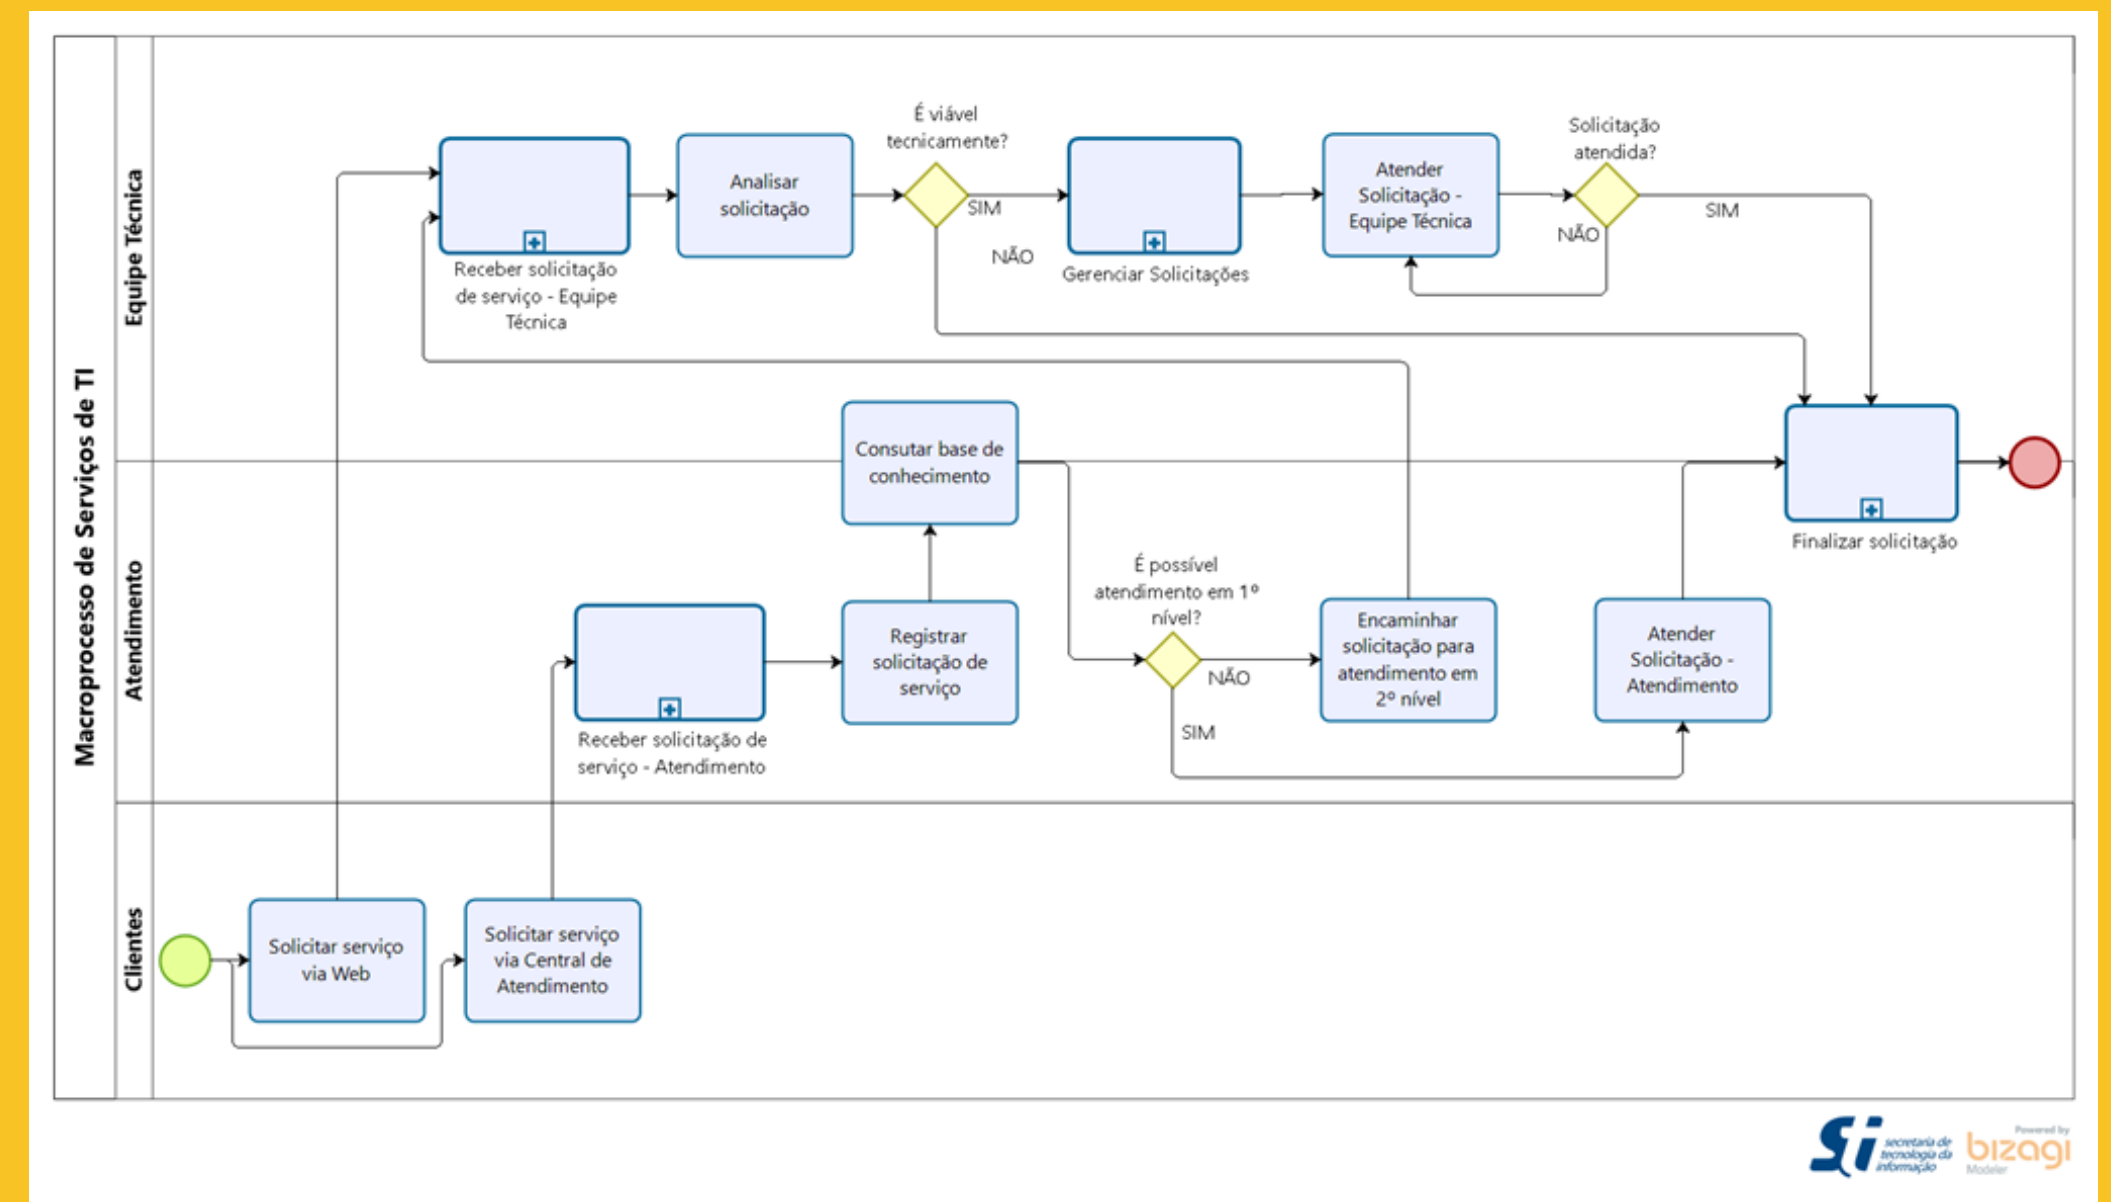 Macroprocesso de Serviços de TI
Equipe Técnica
Receber solicitação
de serviço - Equipe
Técnica
Analisar
solicitação
É viável
tecnicamente?
SIM
NÃO
Gerenciar Solicitações
Atender
Solicitação -
Equipe Técnica
Solicitação
atendida?
NÃO
SIM
Atendimento
Receber solicitação de
serviço - Atendimento
Registrar
solicitação de
serviço
Consutar base de
conhecimento
É possível
atendimento em 1º
nível?
NÃO
SIM
Encaminhar
solicitação para
atendimento em
2º nível
Atender
Solicitação -
Atendimento
Finalizar solicitação
Clientes
Solicitar serviço
via Web
Solicitar serviço
via Central de
Atendimento
Si
secretaria de
tecnologia da
informação
Powered by
bizagi
Modeler